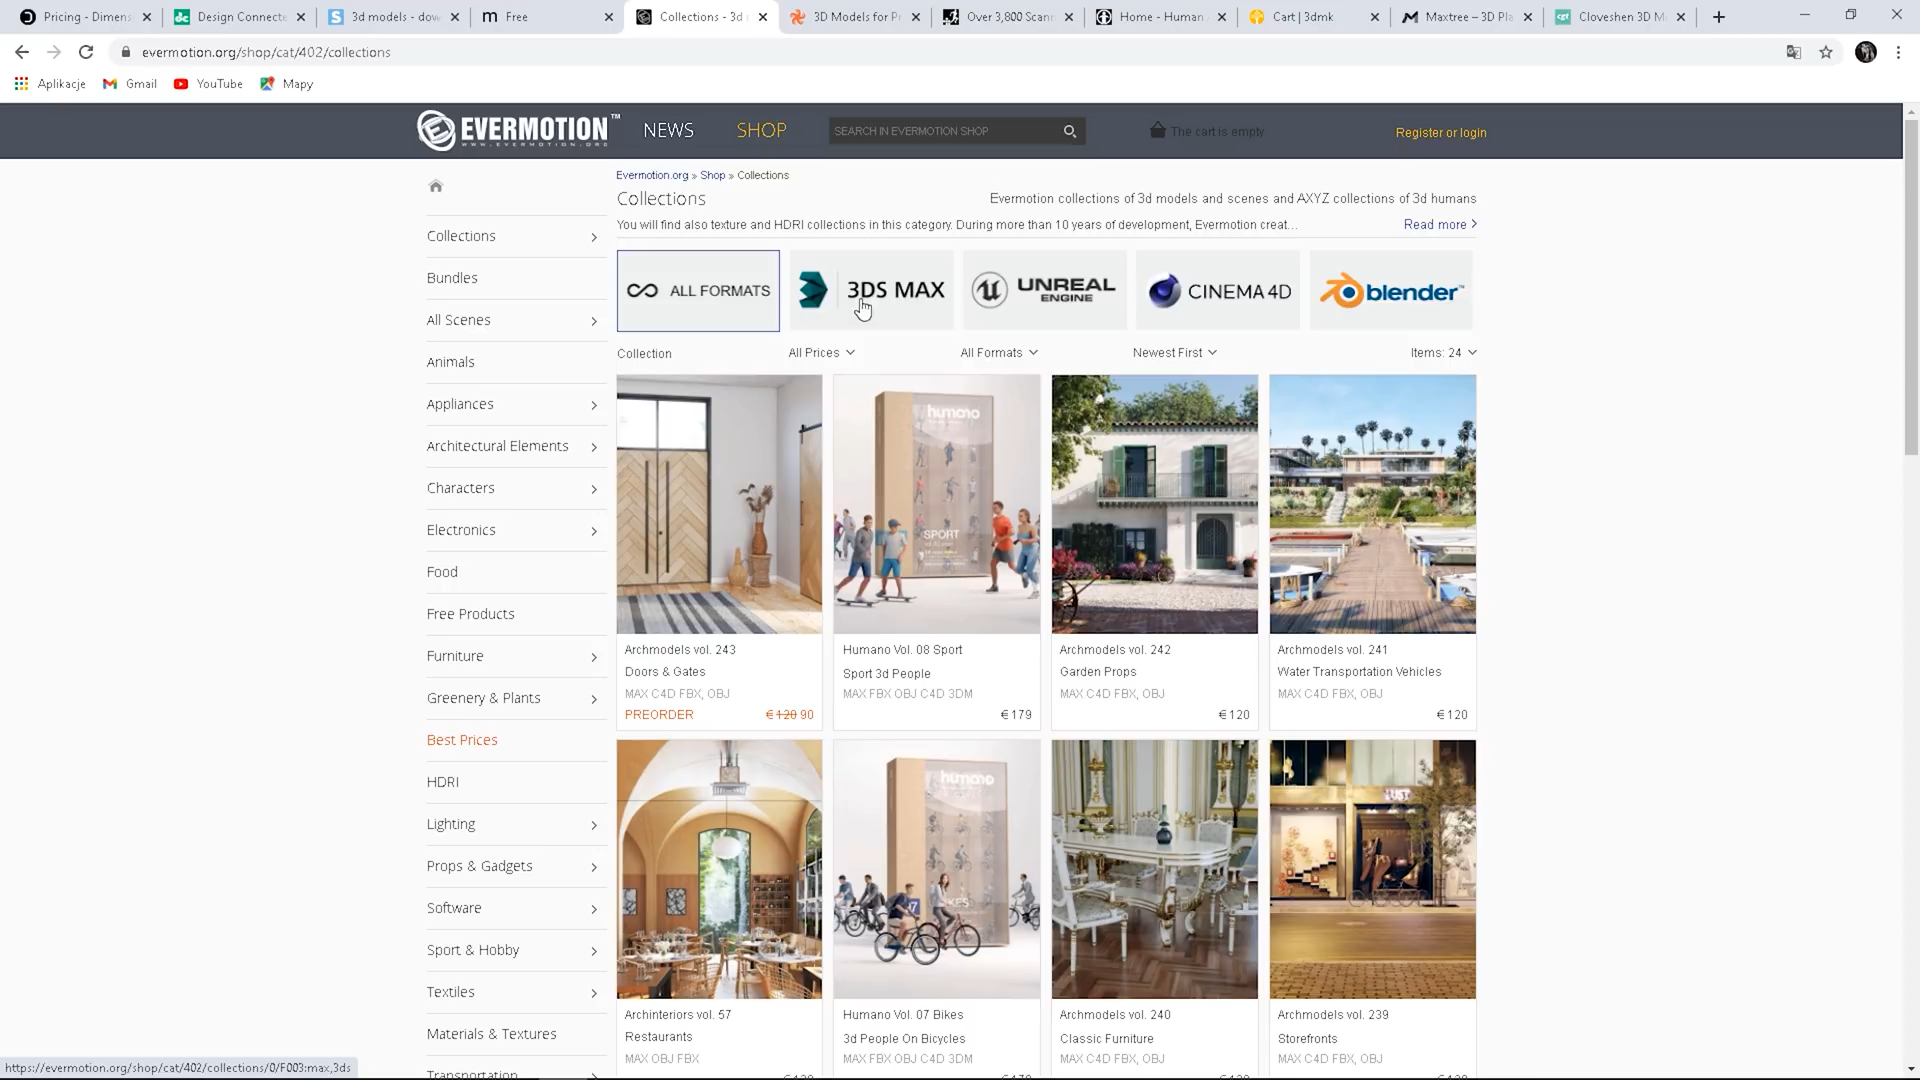 Pricing - Dimens
Design Connecte
3d models - dow
Free
Collections - 3d
3D Models for Pr
Over 3,800 Scan
Home - Human
Cart | 3dmk
Maxtree – 3D Pla
Cloveshen 3D M
evermotion.org/shop/cat/402/collections
Aplikacje
Gmail
YouTube
Mapy
EVERMOTION™
WWW.EVERMOTION.ORG
NEWS
SHOP
SEARCH IN EVERMOTION SHOP
The cart is empty
Register or login
Evermotion.org » Shop » Collections
Collections
Evermotion collections of 3d models and scenes and AXYZ collections of 3d humans
You will find also texture and HDRI collections in this category. During more than 10 years of development, Evermotion creat...
Read more
Collections
Bundles
All Scenes
Animals
Appliances
Architectural Elements
Characters
Electronics
Food
Free Products
Furniture
Greenery & Plants
Best Prices
HDRI
Lighting
Props & Gadgets
Software
Sport & Hobby
Textiles
Materials & Textures
Transportation
ALL FORMATS
3DS MAX
UNREAL
ENGINE
CINEMA 4D
blender
Collection
All Prices
All Formats
Newest First
Items: 24
humano
SPORT
Archmodels vol. 243
Doors & Gates
MAX C4D FBX, OBJ
PREORDER
€ 120 90
Humano Vol. 08 Sport
Sport 3d People
MAX FBX OBJ C4D 3DM
€ 179
Archmodels vol. 242
Garden Props
MAX C4D FBX, OBJ
€ 120
Archmodels vol. 241
Water Transportation Vehicles
MAX C4D FBX, OBJ
€ 120
humano
BIKES
Archinteriors vol. 57
Restaurants
MAX OBJ FBX
Humano Vol. 07 Bikes
3d People On Bicycles
MAX FBX OBJ C4D 3DM
Archmodels vol. 240
Classic Furniture
MAX C4D FBX, OBJ
Archmodels vol. 239
Storefronts
MAX C4D FBX, OBJ
https://evermotion.org/shop/cat/402/collections/0/F003:max,3ds